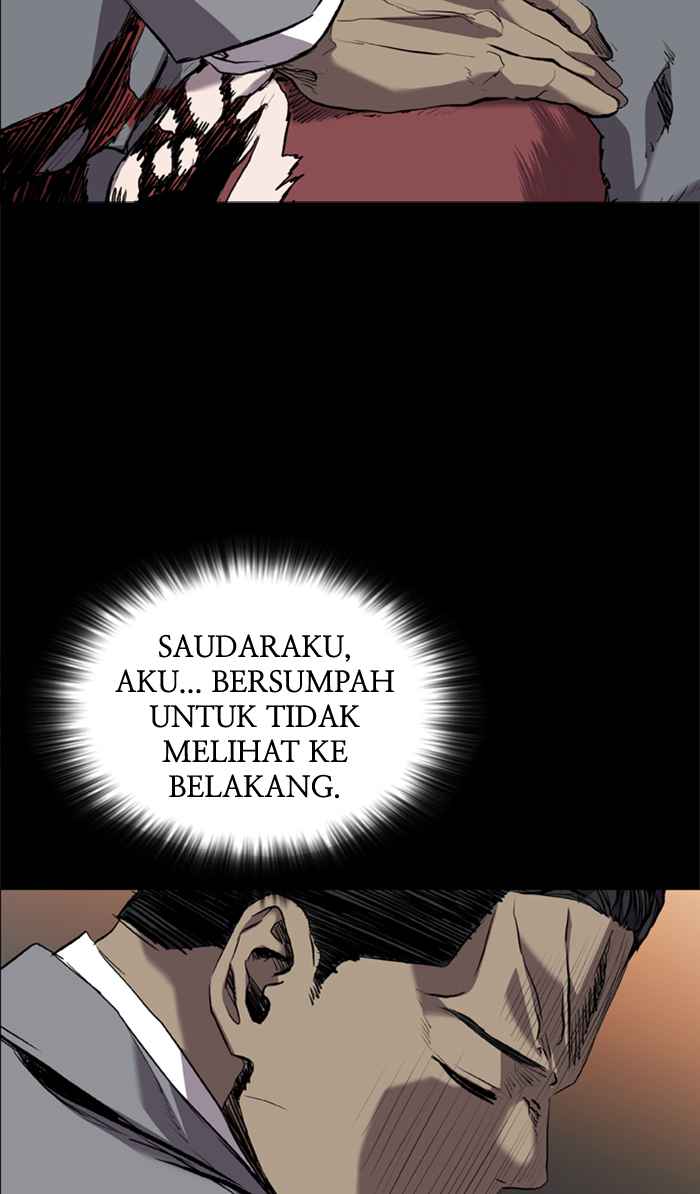 SAUDARAKU,
AKU... BERSUMPAH
UNTUK TIDAK
MELIHAT KE
BELAKANG.